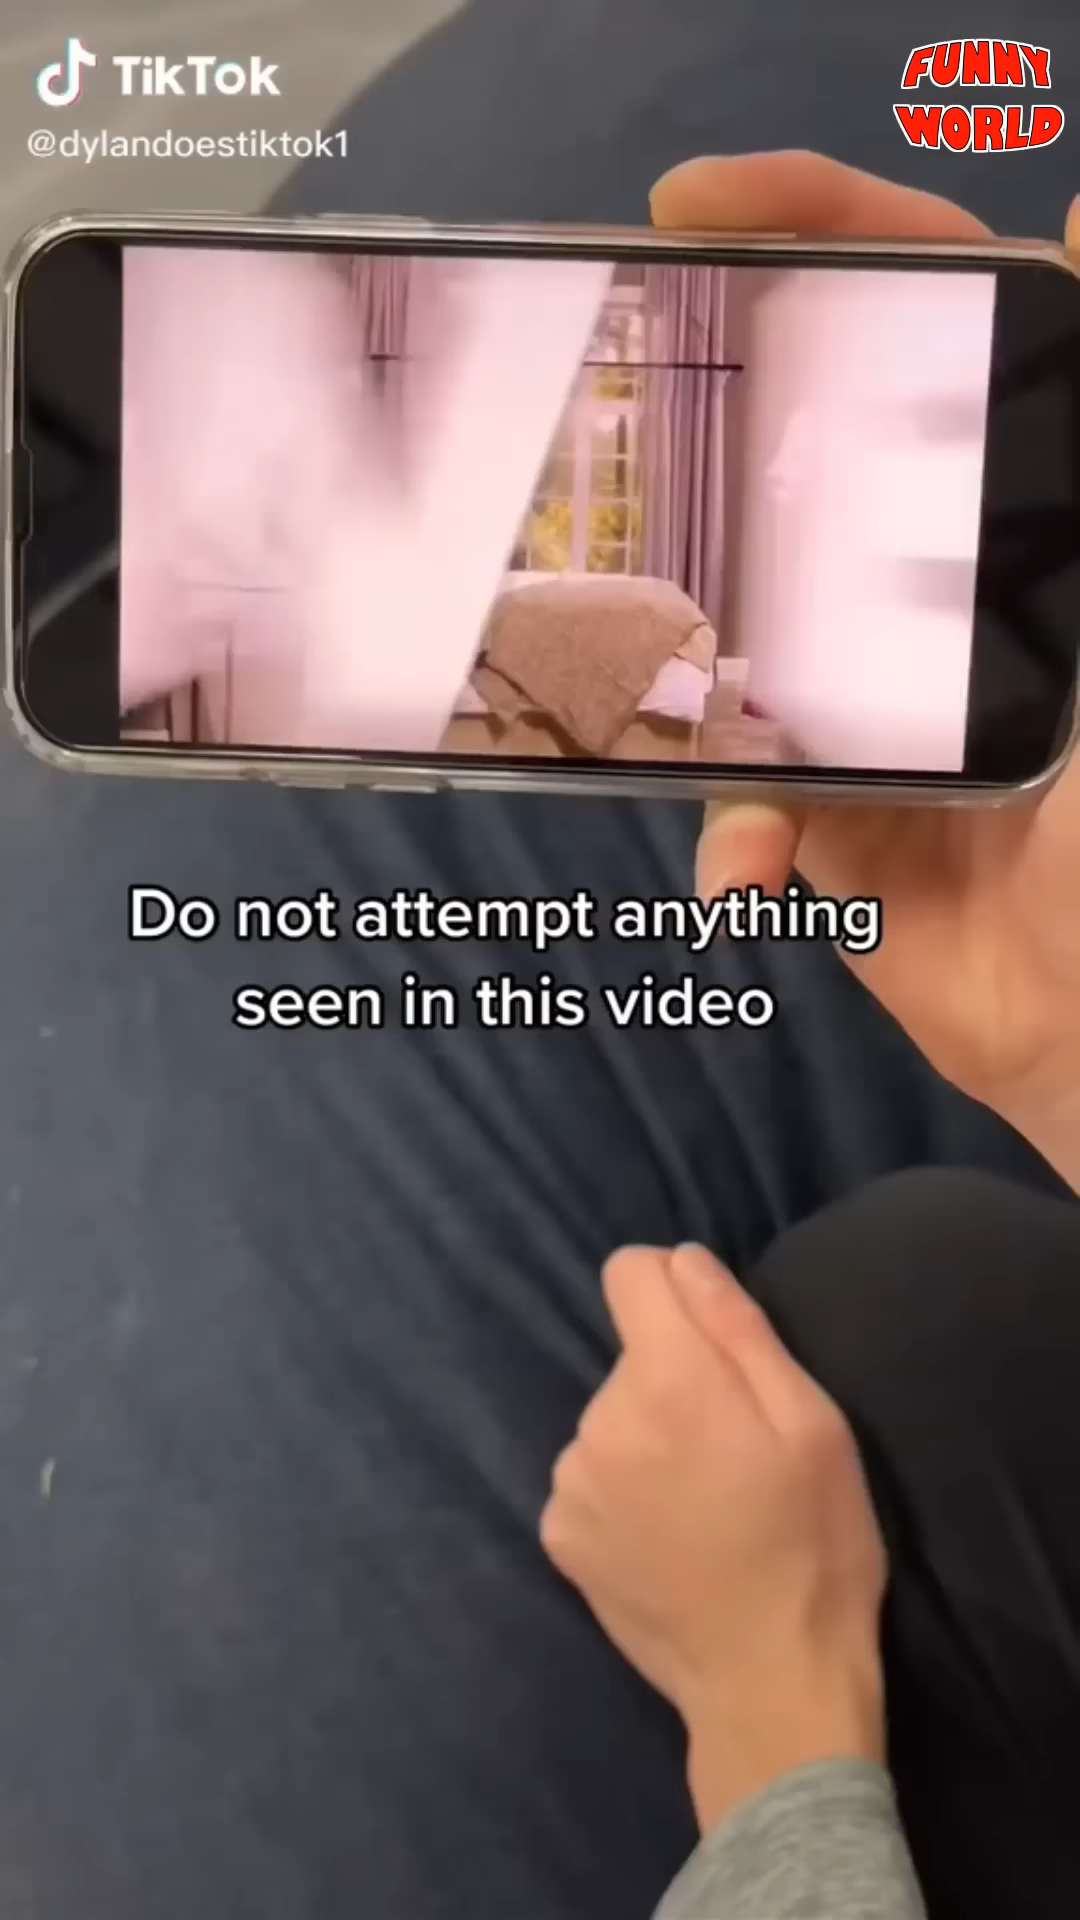 TikTok
@dylandoestiktok1
FUNNY
WORLD
Do not attempt anything
seen in this video